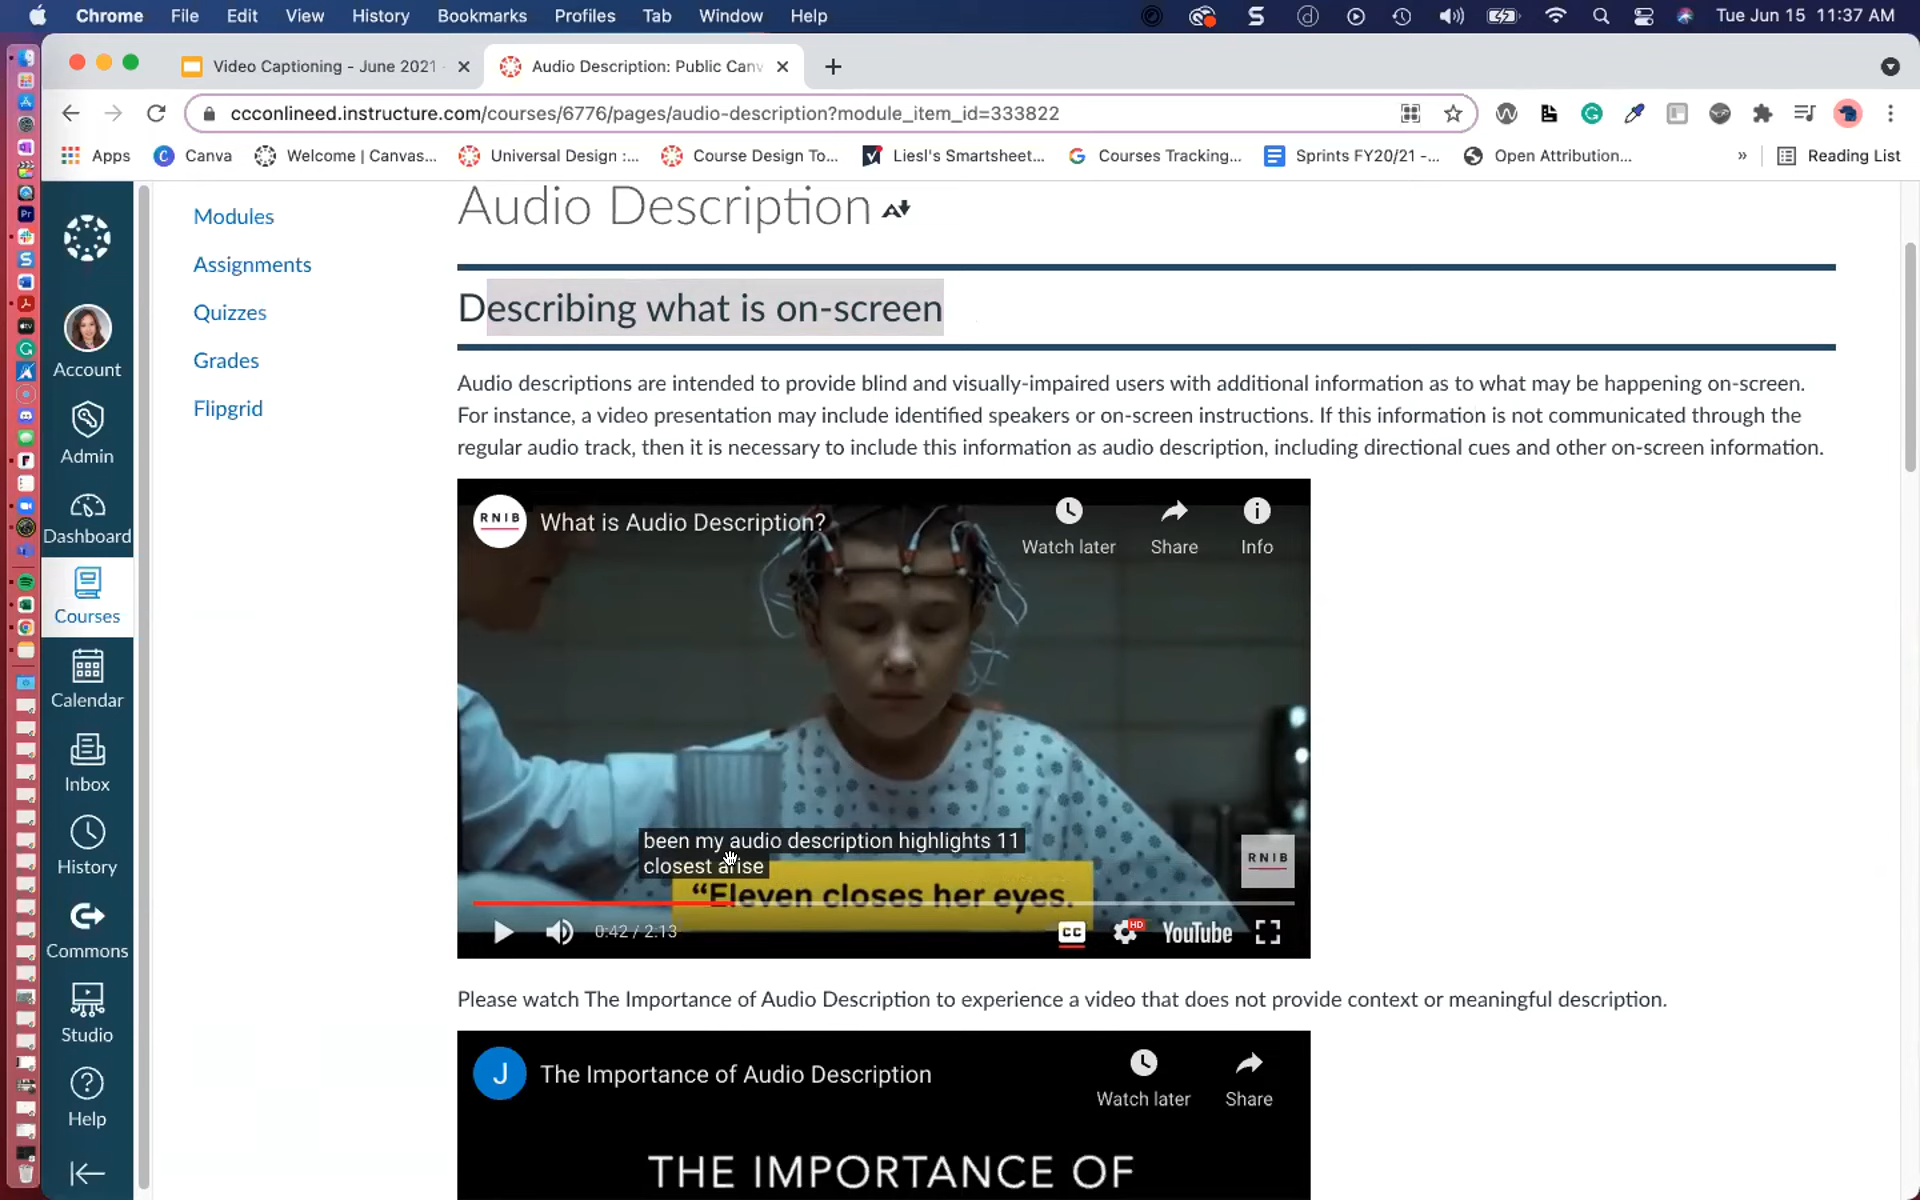 Chrome File Edit View History Bookmarks Profiles Tab Window Help Tue Jun 15 11:37 AM
Video Captioning - June 2021 Audio Description: Public Canv
ccconlineed.instructure.com/courses/6776/pages/audio-description?module_item_id=333822
Apps Canva Welcome | Canvas... Universal Design :... Course Design To... Liesl's Smartsheet... Courses Tracking,... Sprints FY20/21 -... Open Attribution... » Reading List
Account
Admin
Dashboard
Courses
Calendar
Inbox
History
Commons
Studio
Help
Modules
Assignments
Quizzes
Grades
Flipgrid
Audio Description
Describing what is on-screen
Audio descriptions are intended to provide blind and visually-impaired users with additional information as to what may be happening on-screen.
For instance, a video presentation may include identified speakers or on-screen instructions. If this information is not communicated through the
regular audio track, then it is necessary to include this information as audio description, including directional cues and other on-screen information.
RNIB What is Audio Description?
Watch later Share Info
been my audio description highlights 11
closest arise
RNIB
“Eleven closes her eyes.
0:42 / 2:13 CC HD YouTube
Please watch The Importance of Audio Description to experience a video that does not provide context or meaningful description.
J The Importance of Audio Description
Watch later Share
THE IMPORTANCE OF